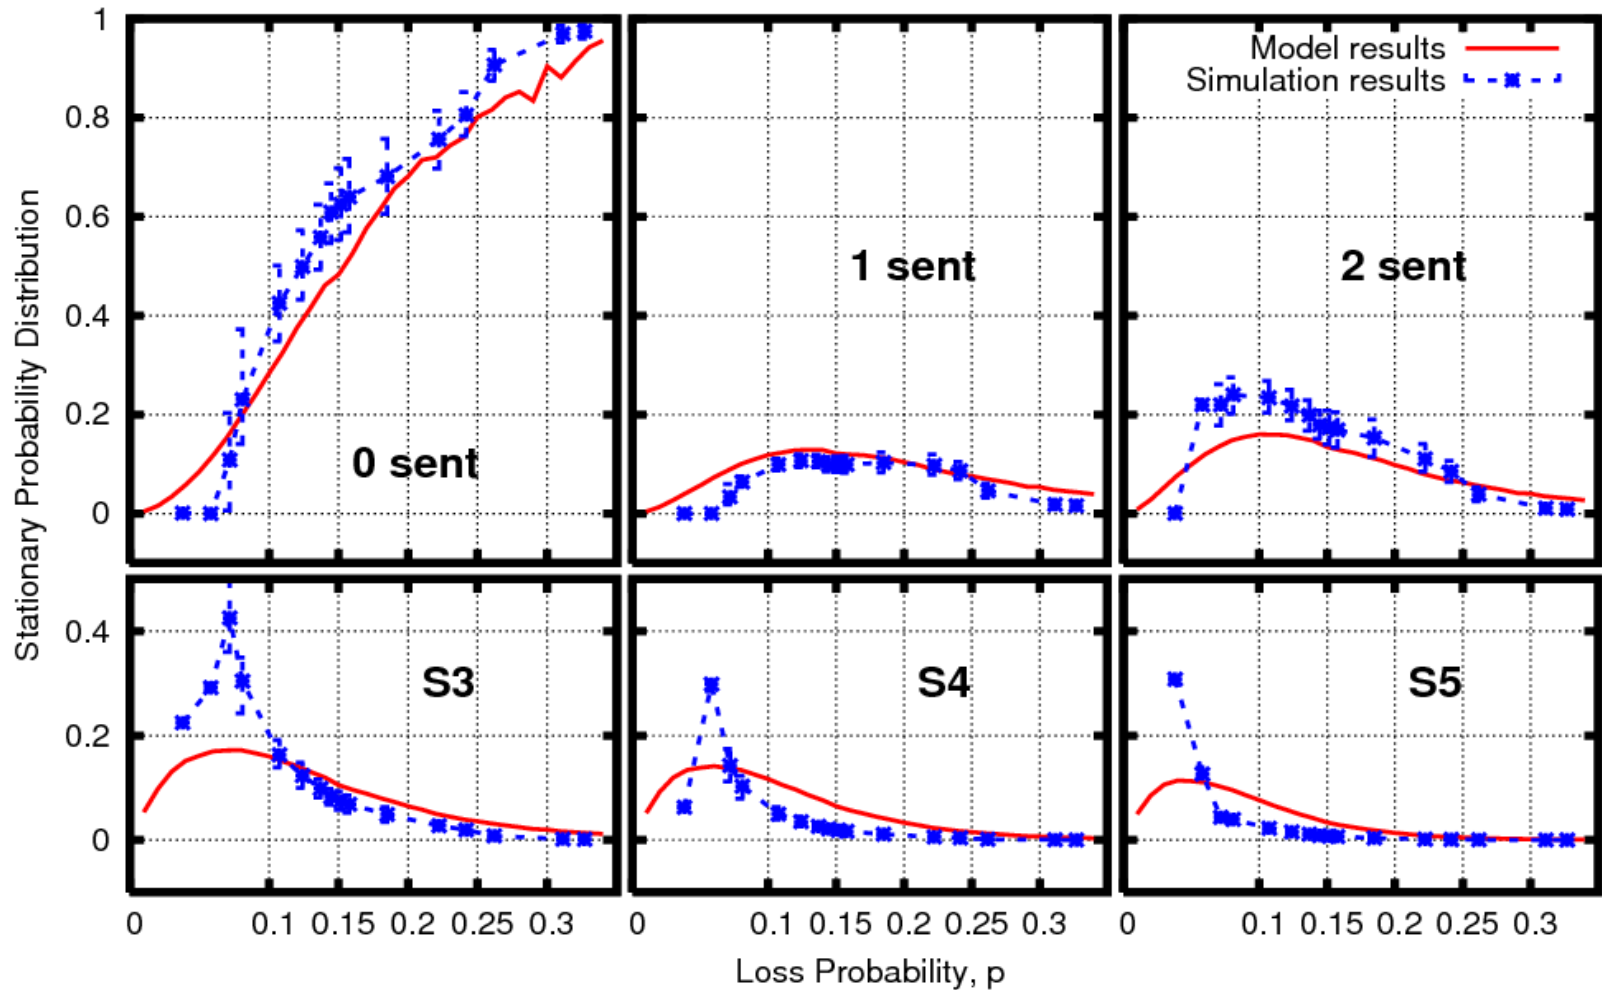 Stationary Probability Distribution
1
0.8
0.6
0.4
0.2
0
0 sent
1 sent
2 sent
Model results
Simulation results
0.4
0.2
0
S3
S4
S5
0 0.1 0.15 0.2 0.25 0.3
0 0.1 0.15 0.2 0.25 0.3
0 0.1 0.15 0.2 0.25 0.3
Loss Probability, p